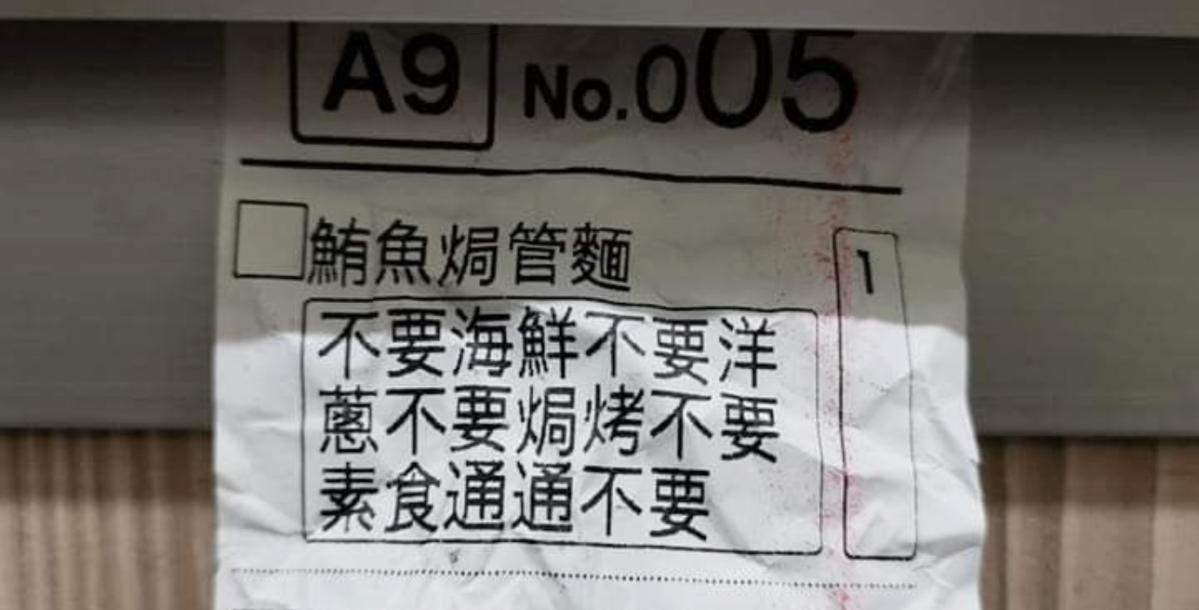 A9 No.005
鮪魚焗管麵 1
不要海鮮不要洋
蔥不要焗烤不要
素食通通不要